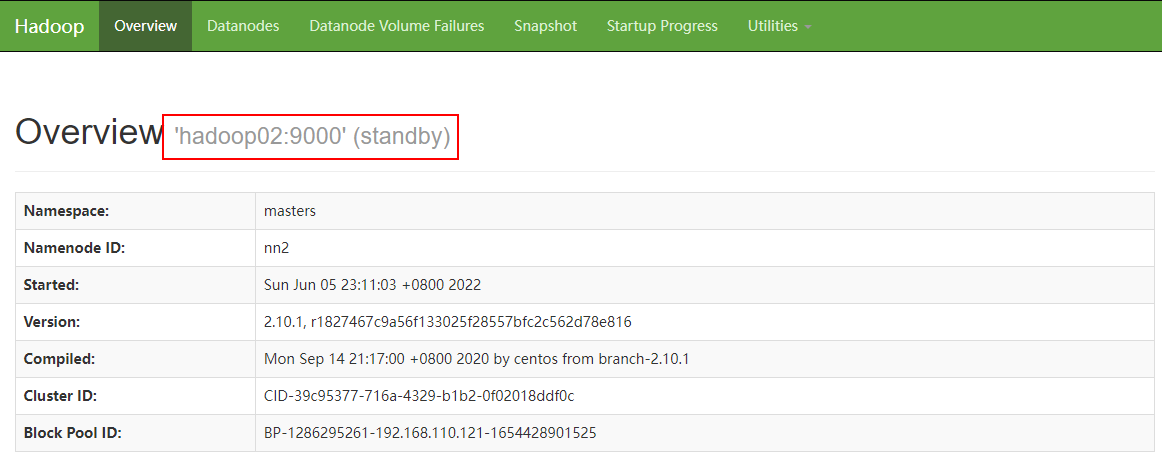 Hadoop Overview Datanodes Datanode Volume Failures Snapshot Startup Progress Utilities
Overview 'hadoop02:9000' (standby)
Namespace: masters
Namenode ID: nn2
Started: Sun Jun 05 23:11:03 +0800 2022
Version: 2.10.1, r1827467c9a56f133025f28557bfc2c562d78e816
Compiled: Mon Sep 14 21:17:00 +0800 2020 by centos from branch-2.10.1
Cluster ID: CID-39c95377-716a-4329-b1b2-0f02018ddf0c
Block Pool ID: BP-1286295261-192.168.110.121-1654428901525